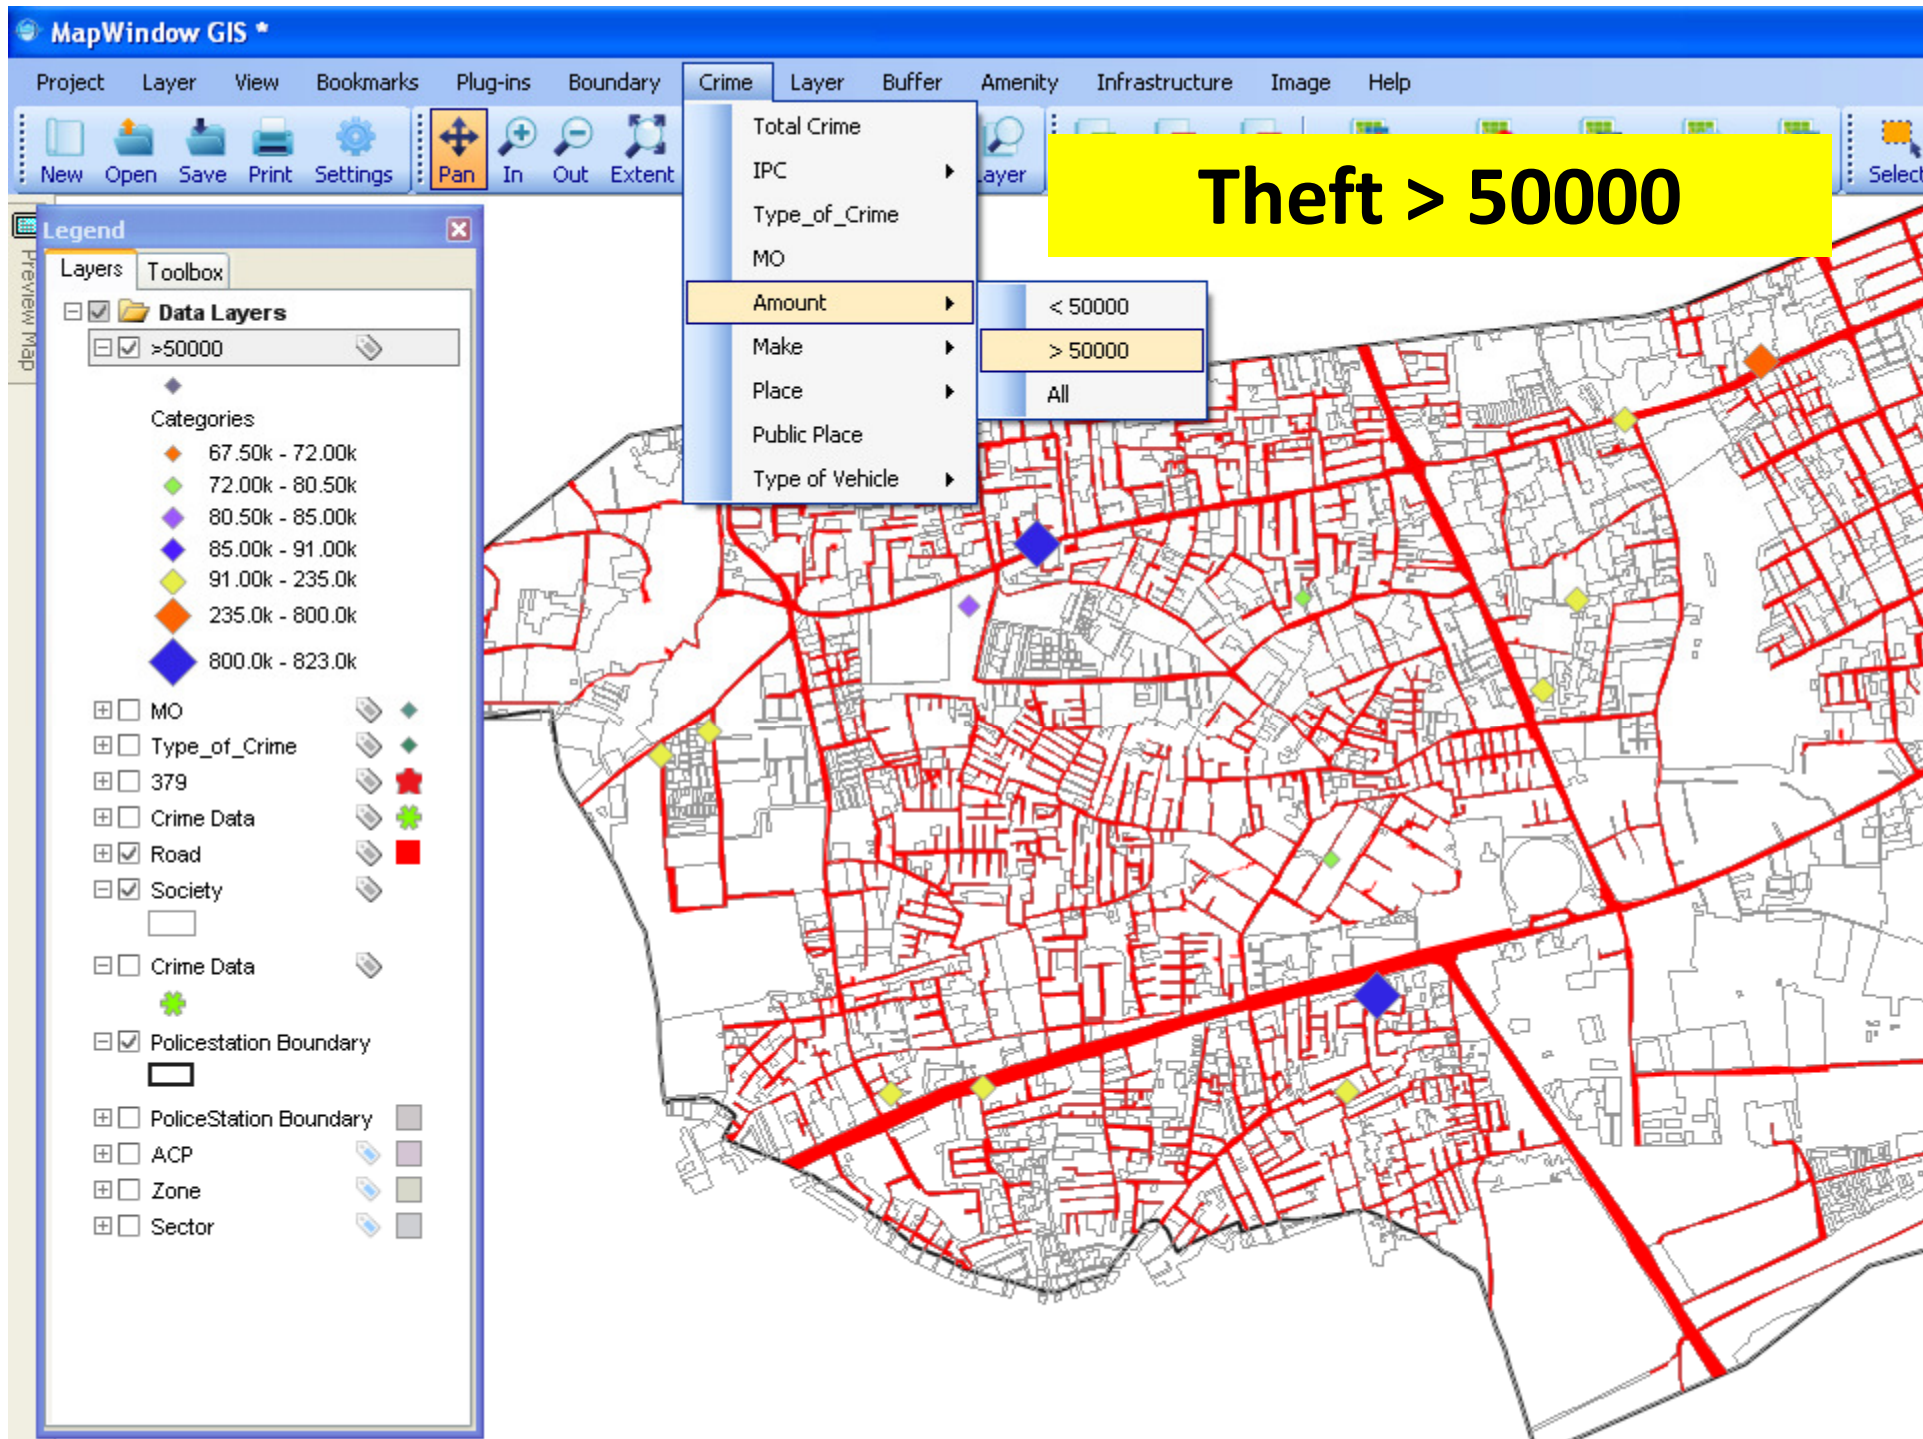 MapWindow GIS *
Project Layer View Bookmarks Plug-ins Boundary Crime Layer Buffer Amenity Infrastructure Image Help
New Open Save Print Settings Pan In Out Extent Select
Theft > 50000
Total Crime
IPC
Type_of_Crime
MO
Amount
Make
Place
Public Place
Type of Vehicle
< 50000
> 50000
All
Preview Map
Legend
Layers Toolbox
Data Layers
>50000
Categories
67.50k - 72.00k
72.00k - 80.50k
80.50k - 85.00k
85.00k - 91.00k
91.00k - 235.0k
235.0k - 800.0k
800.0k - 823.0k
MO
Type_of_Crime
379
Crime Data
Road
Society
Crime Data
Policestation Boundary
PoliceStation Boundary
ACP
Zone
Sector